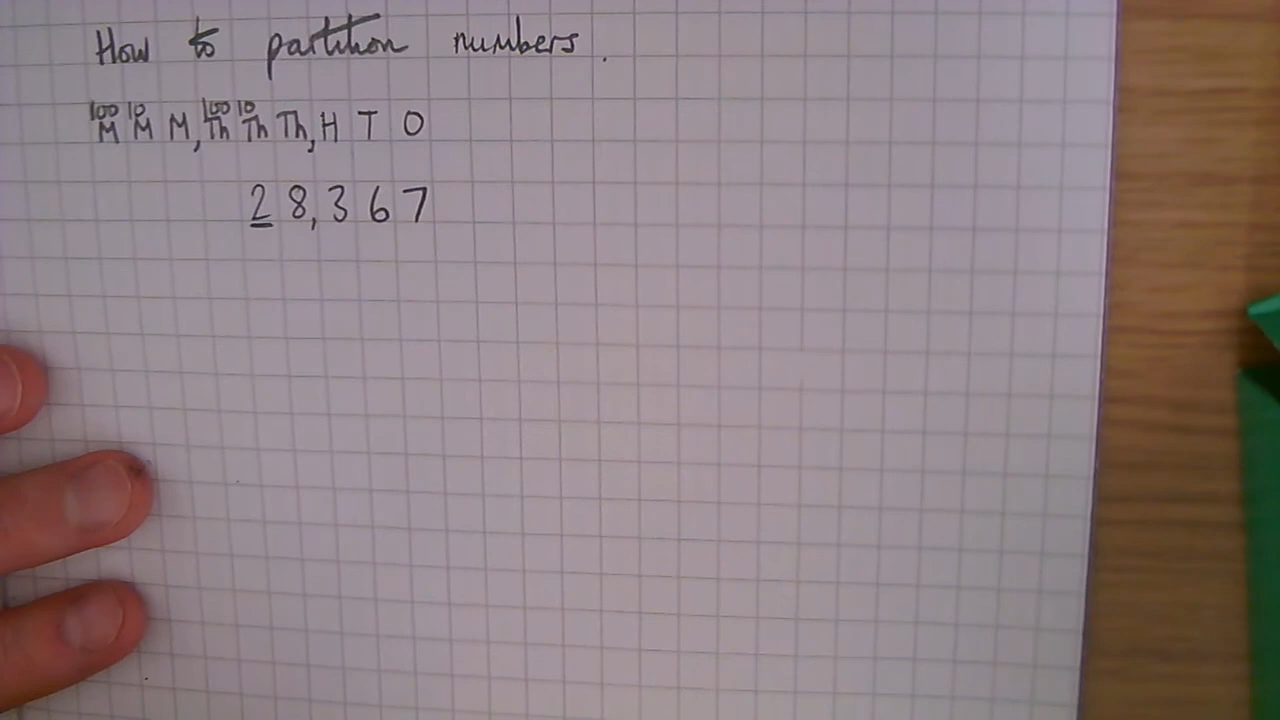 How to partition numbers.
100 M 10 M M, 100 Th 10 Th Th, H T O
28,367